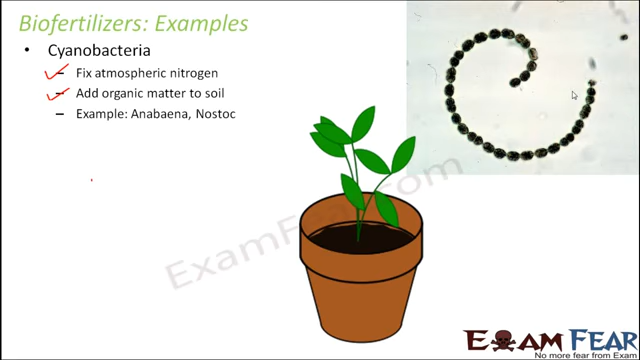 Biofertilizers: Examples
• Cyanobacteria
– Fix atmospheric nitrogen
– Add organic matter to soil
– Example: Anabaena, Nostoc
ExamFear.com
EXAM FEAR
No more fear from Exam